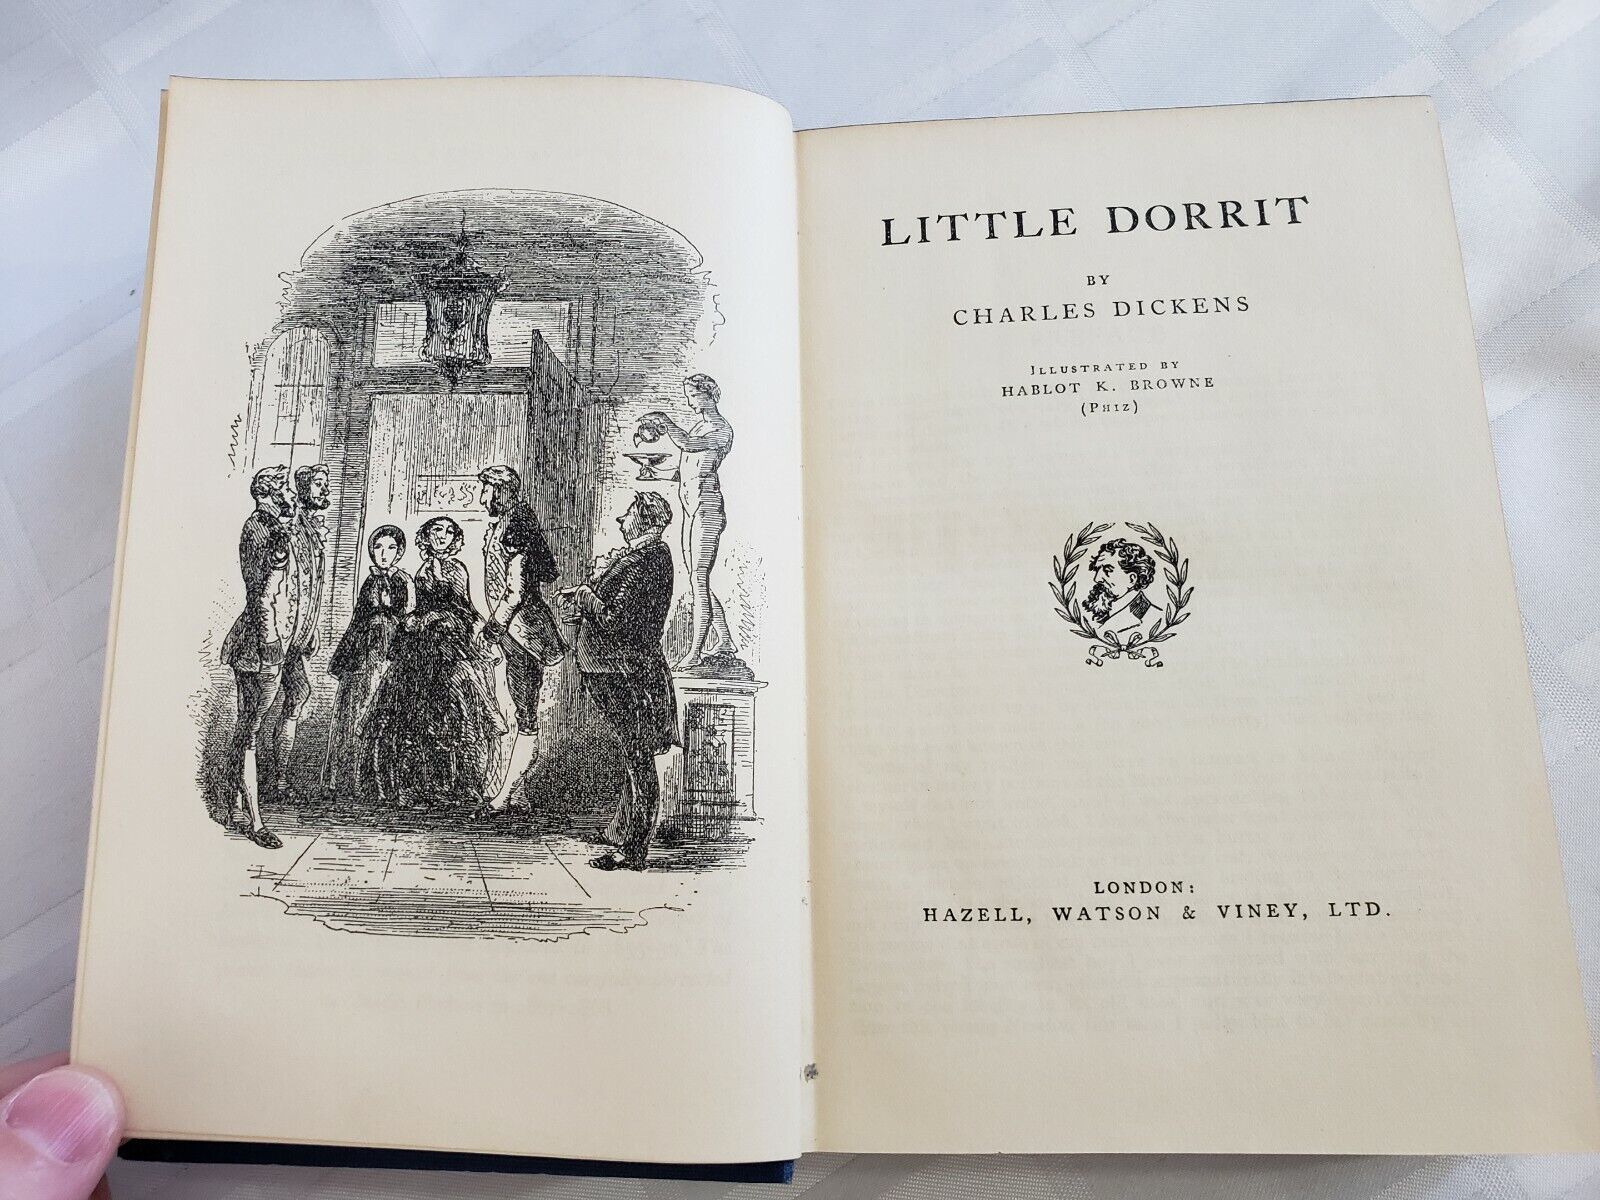 LITTLE DORRIT
BY
CHARLES DICKENS
ILLUSTRATED BY
HABLOT K. BROWNE
(PHIZ)
LONDON:
HAZELL, WATSON & VINEY, LTD.